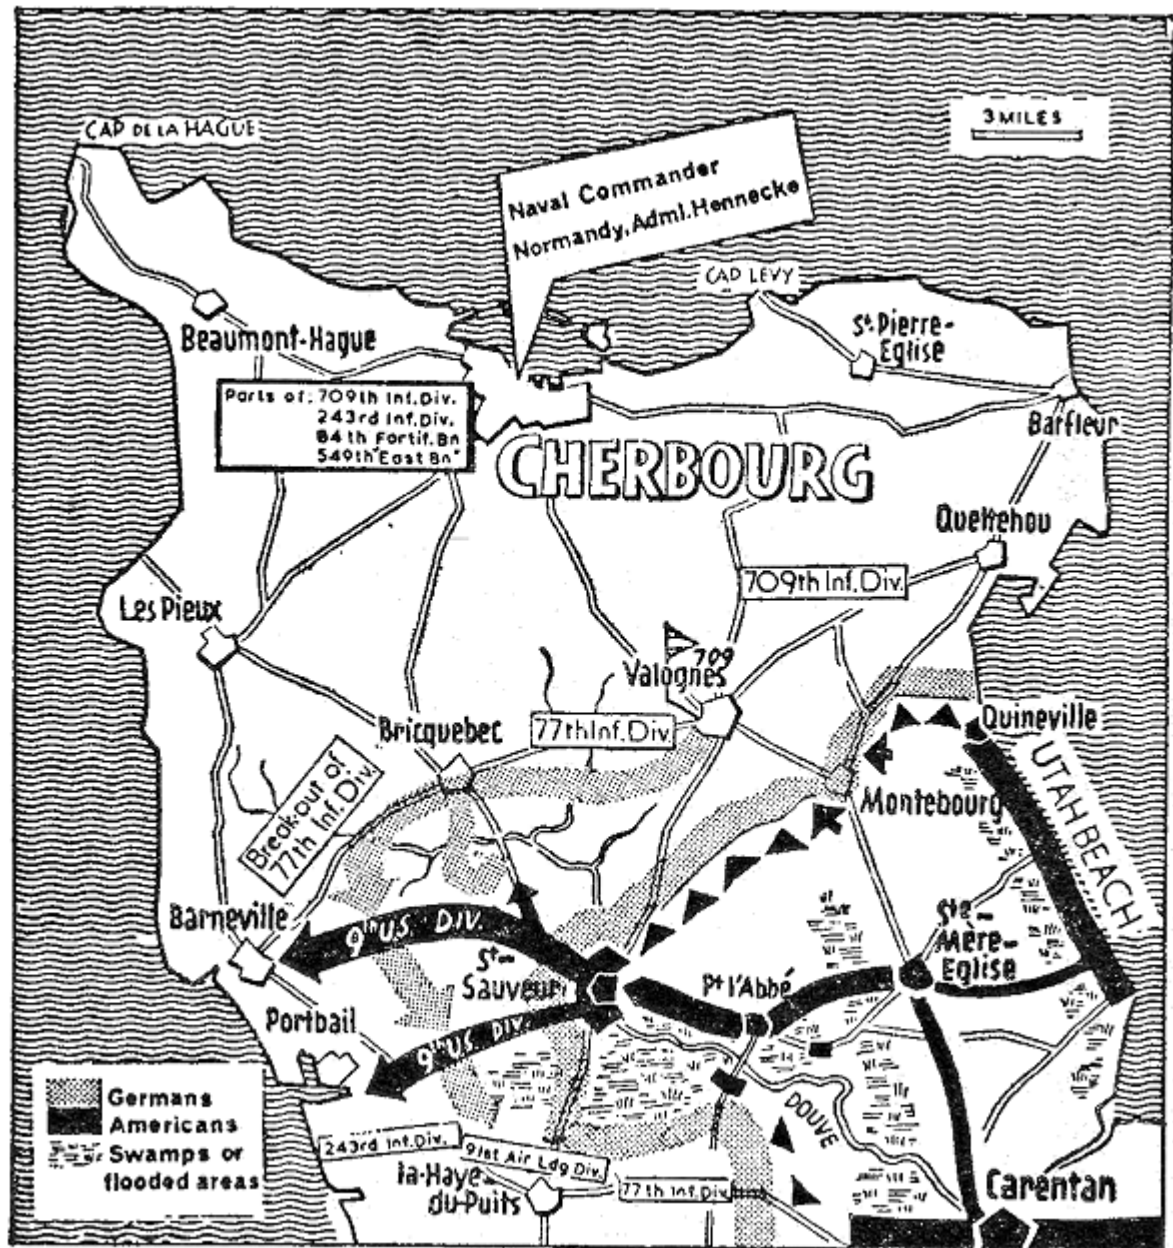 3 MILES
CAP DE LA HAGUE
Naval Commander
Normandy, Adml. Hennecke
CAP LEVY
St. Pierre-
Eglise
Beaumont-Hague
Parts of: 709th Inf. Div.
243rd Inf. Div.
84th Fortif. Bn
549th "East Bn"
Barfleur
CHERBOURG
Quettehou
709th Inf. Div.
Les Pieux
709
Valognes
Quineville
Bricquebec
77th Inf. Div.
UTAH BEACH
Montebourg
Break-out of
77th Inf. Div.
Barneville
9th US. DIV.
Ste-
Mère-
Eglise
St-
Sauveur
Pt l'Abbé
Portbail
9th US. Div.
Germans
Americans
Swamps or
flooded areas
DOUVE
243rd Inf. Div.
91st Air Ldg Div.
77th Inf. Div.
la-Haye-
du-Puits
Carentan